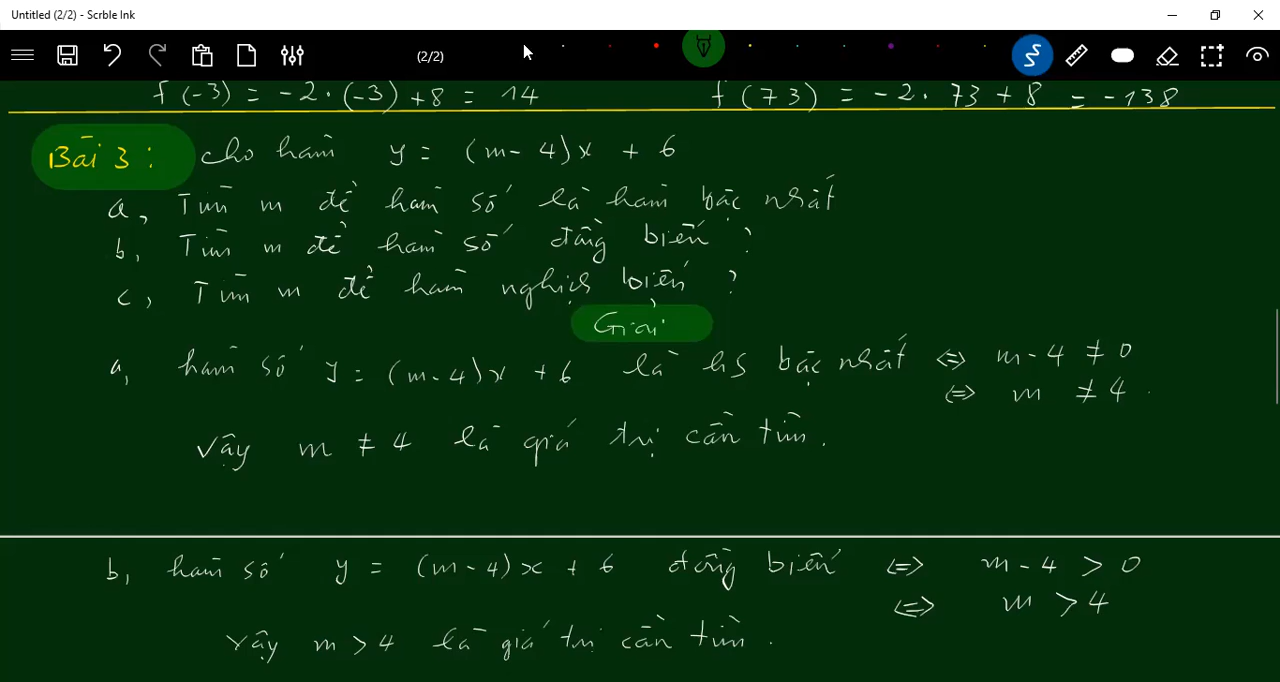 Untitled (2/2) - Scrble Ink
(2/2)
f(-3) = -2.(-3) +8 = 14 f(73) = -2.73 + 8 = -138
Bài 3: cho hàm y = (m-4)x + 6
a, Tìm m để hàm số là hàm bậc nhất
b, Tìm m để hàm số đồng biến ?
c, Tìm m để hàm nghịch biến ?
Giải
a, hàm số y = (m-4)x + 6 là hs bậc nhất <=> m-4 ≠ 0
<=> m ≠ 4.
Vậy m ≠ 4 là giá trị cần tìm.
b, hàm số y = (m-4)x + 6 đồng biến <=> m-4 > 0
<=> m > 4
Vậy m > 4 là giá trị cần tìm.